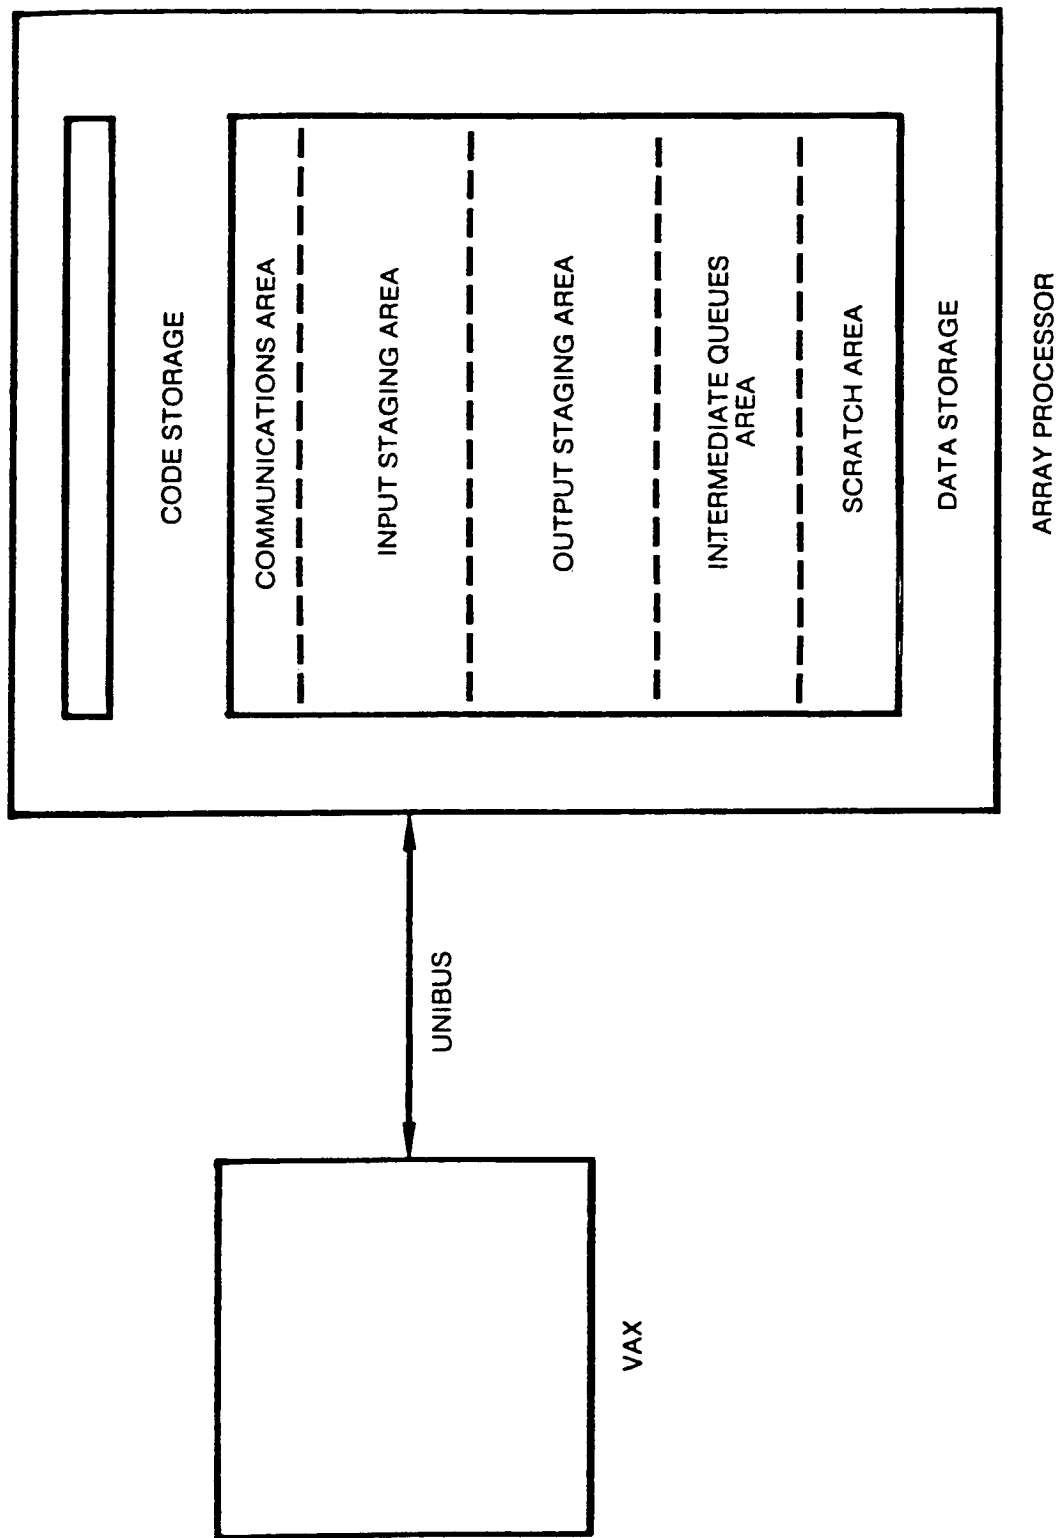 CODE STORAGE
COMMUNICATIONS AREA
INPUT STAGING AREA
OUTPUT STAGING AREA
INTERMEDIATE QUEUES
AREA
SCRATCH AREA
DATA STORAGE
ARRAY PROCESSOR
UNIBUS
VAX